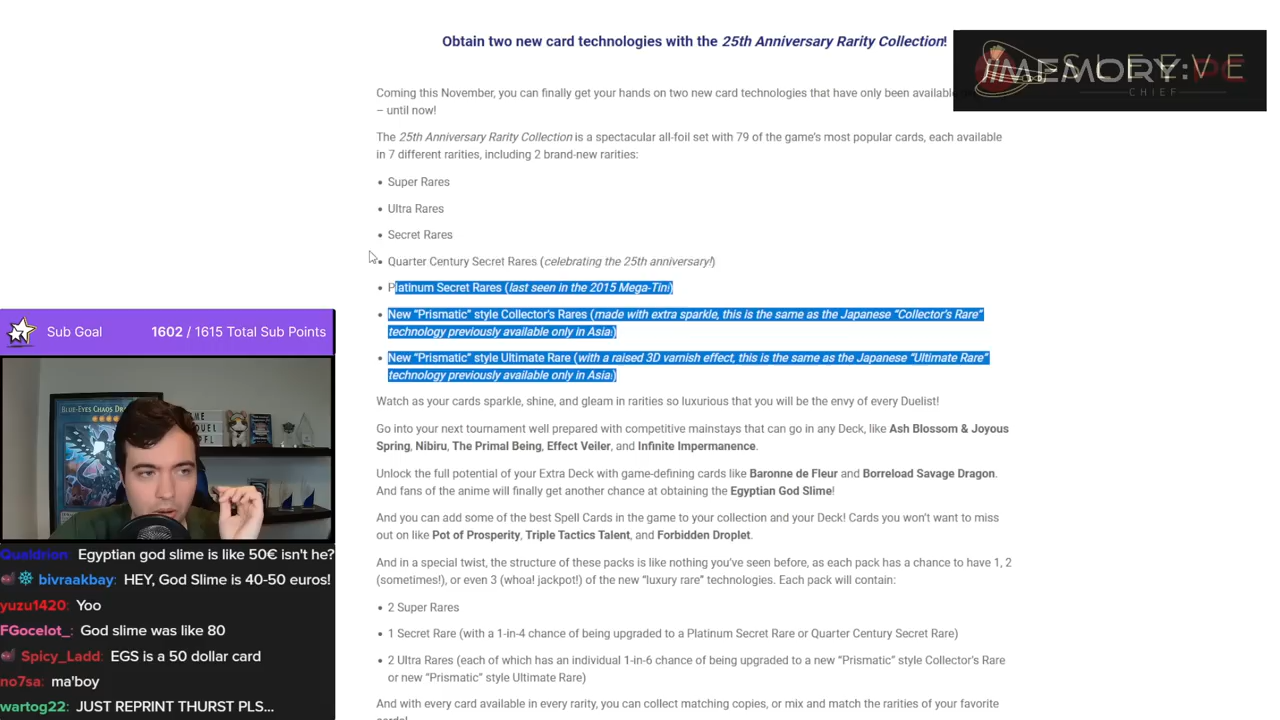 Obtain two new card technologies with the 25th Anniversary Rarity Collection!
MEMORY:PE
CHIEF
Coming this November, you can finally get your hands on two new card technologies that have only been available
– until now!
The 25th Anniversary Rarity Collection is a spectacular all-foil set with 79 of the game's most popular cards, each available
in 7 different rarities, including 2 brand-new rarities:
• Super Rares
• Ultra Rares
• Secret Rares
• Quarter Century Secret Rares (celebrating the 25th anniversary!)
• Platinum Secret Rares (last seen in the 2015 Mega-Tin!)
• New "Prismatic" style Collector's Rares (made with extra sparkle, this is the same as the Japanese "Collector's Rare"
technology previously available only in Asia!)
• New "Prismatic" style Ultimate Rare (with a raised 3D varnish effect, this is the same as the Japanese "Ultimate Rare"
technology previously available only in Asia!)
Watch as your cards sparkle, shine, and gleam in rarities so luxurious that you will be the envy of every Duelist!
Go into your next tournament well prepared with competitive mainstays that can go in any Deck, like Ash Blossom & Joyous
Spring, Nibiru, The Primal Being, Effect Veiler, and Infinite Impermanence.
Unlock the full potential of your Extra Deck with game-defining cards like Baronne de Fleur and Borreload Savage Dragon.
And fans of the anime will finally get another chance at obtaining the Egyptian God Slime!
And you can add some of the best Spell Cards in the game to your collection and your Deck! Cards you won't want to miss
out on like Pot of Prosperity, Triple Tactics Talent, and Forbidden Droplet.
And in a special twist, the structure of these packs is like nothing you've seen before, as each pack has a chance to have 1, 2
(sometimes!), or even 3 (whoa! jackpot!) of the new "luxury rare" technologies. Each pack will contain:
• 2 Super Rares
• 1 Secret Rare (with a 1-in-4 chance of being upgraded to a Platinum Secret Rare or Quarter Century Secret Rare)
• 2 Ultra Rares (each of which has an individual 1-in-6 chance of being upgraded to a new "Prismatic" style Collector's Rare
or new "Prismatic" style Ultimate Rare)
And with every card available in every rarity, you can collect matching copies, or mix and match the rarities of your favorite
cards!
Sub Goal 1602 / 1615 Total Sub Points
BLUE-EYES CHAOS
Qualdrion: Egyptian god slime is like 50€ isn't he?
bivraakbay: HEY, God Slime is 40-50 euros!
yuzu1420: Yoo
FGocelot_: God slime was like 80
Spicy_Ladd: EGS is a 50 dollar card
no7sa: ma'boy
wartog22: JUST REPRINT THURST PLS...